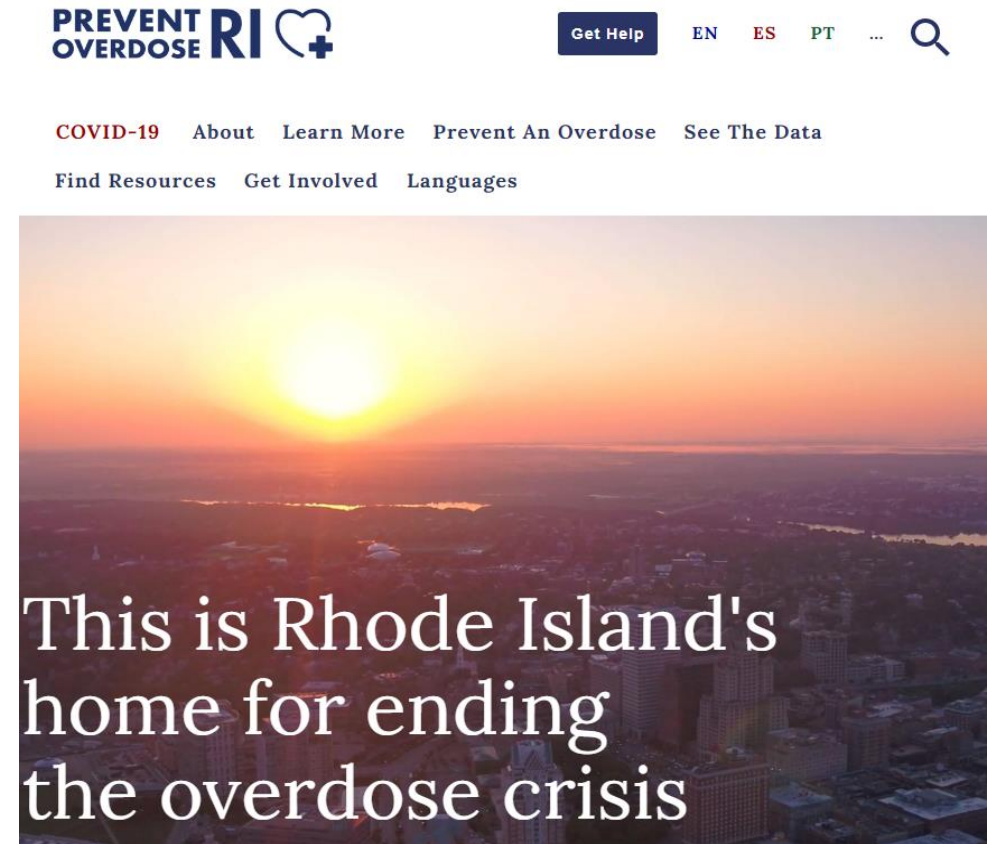 PREVENT
OVERDOSE RI
Get Help
EN ES PT ...
COVID-19 About Learn More Prevent An Overdose See The Data
Find Resources Get Involved Languages
This is Rhode Island's
home for ending
the overdose crisis